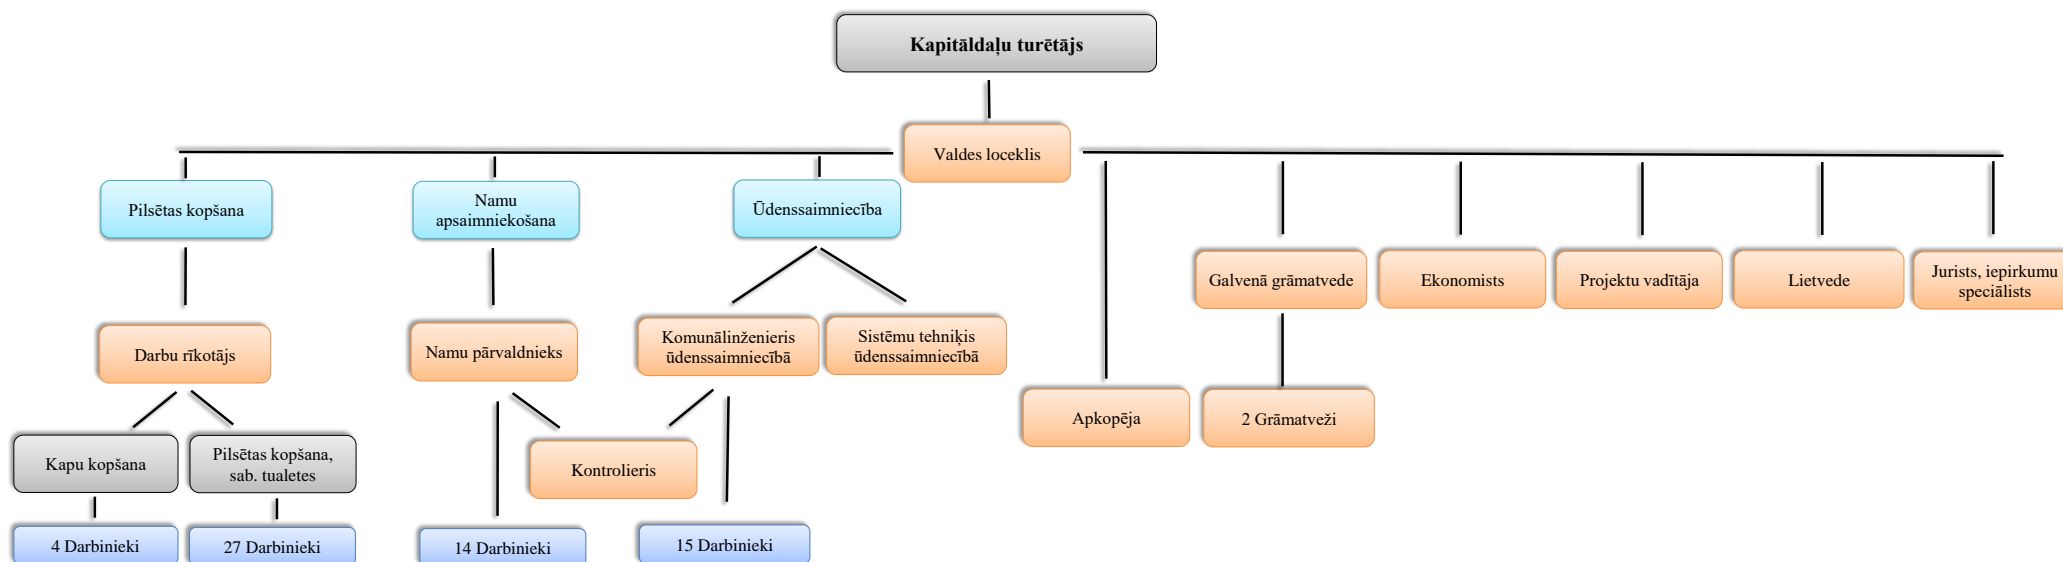 Kapitāldaļu turētājs
Valdes loceklis
Pilsētas kopšana
Namu
apsaimniekošana
Ūdenssaimniecība
Galvenā grāmatvede
Ekonomists
Projektu vadītāja
Lietvede
Jurists, iepirkumu
speciālists
Darbu rīkotājs
Namu pārvaldnieks
Komunālinženieris
ūdenssaimniecībā
Sistēmu tehniķis
ūdenssaimniecībā
Apkopēja
2 Grāmatveži
Kapu kopšana
Pilsētas kopšana,
sab. tualetes
Kontrolieris
4 Darbinieki
27 Darbinieki
14 Darbinieki
15 Darbinieki